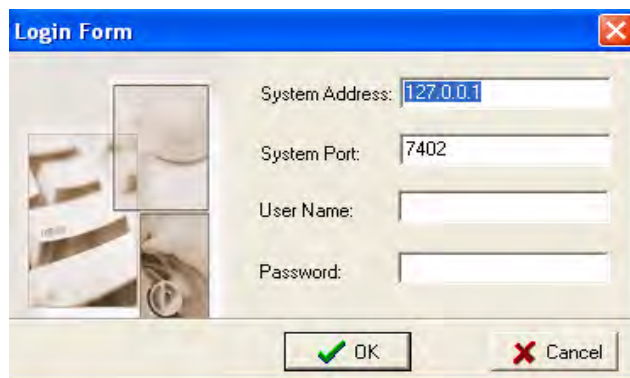 Login Form
System Address: 127.0.0.1
System Port: 7402
User Name:
Password:
OK Cancel